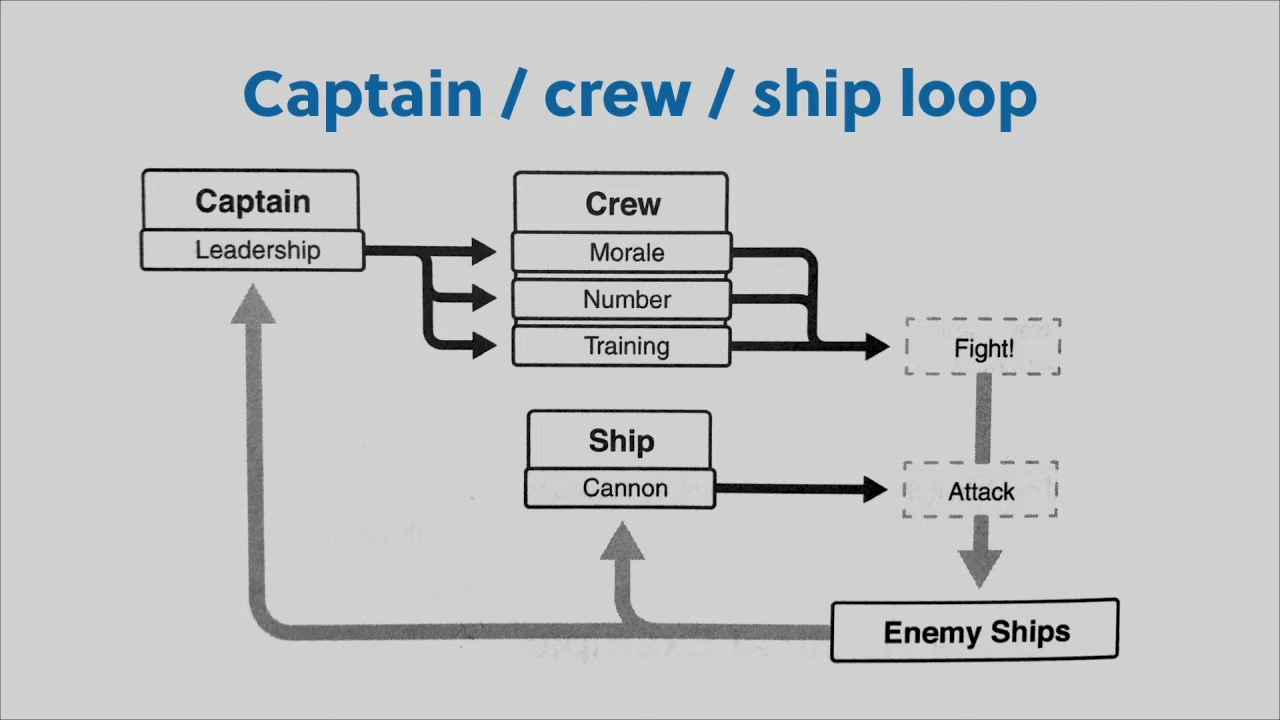 Captain / crew / ship loop
Captain
Leadership
Crew
Morale
Number
Training
Fight!
Ship
Cannon
Attack
Enemy Ships